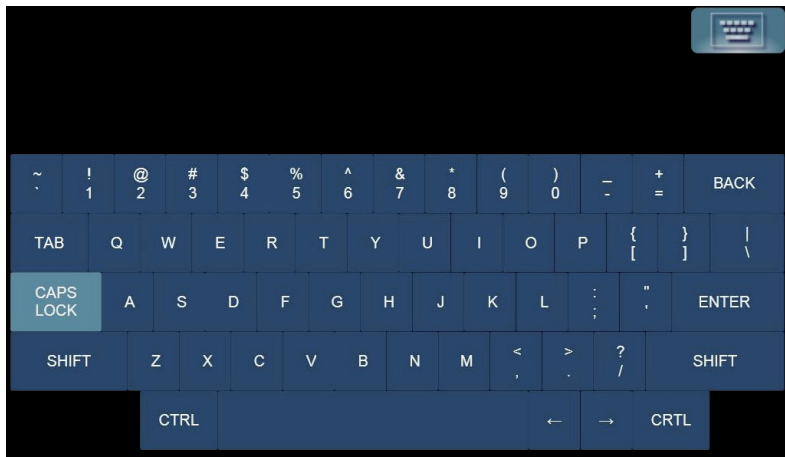 ~ ! @ # $ % ^ & * ( ) _ +
` 1 2 3 4 5 6 7 8 9 0 - = BACK
TAB Q W E R T Y U I O P { } |
[ ] \
CAPS
LOCK A S D F G H J K L : "
; ' ENTER
SHIFT Z X C V B N M < > ?
, . / SHIFT
CTRL ← → CRTL